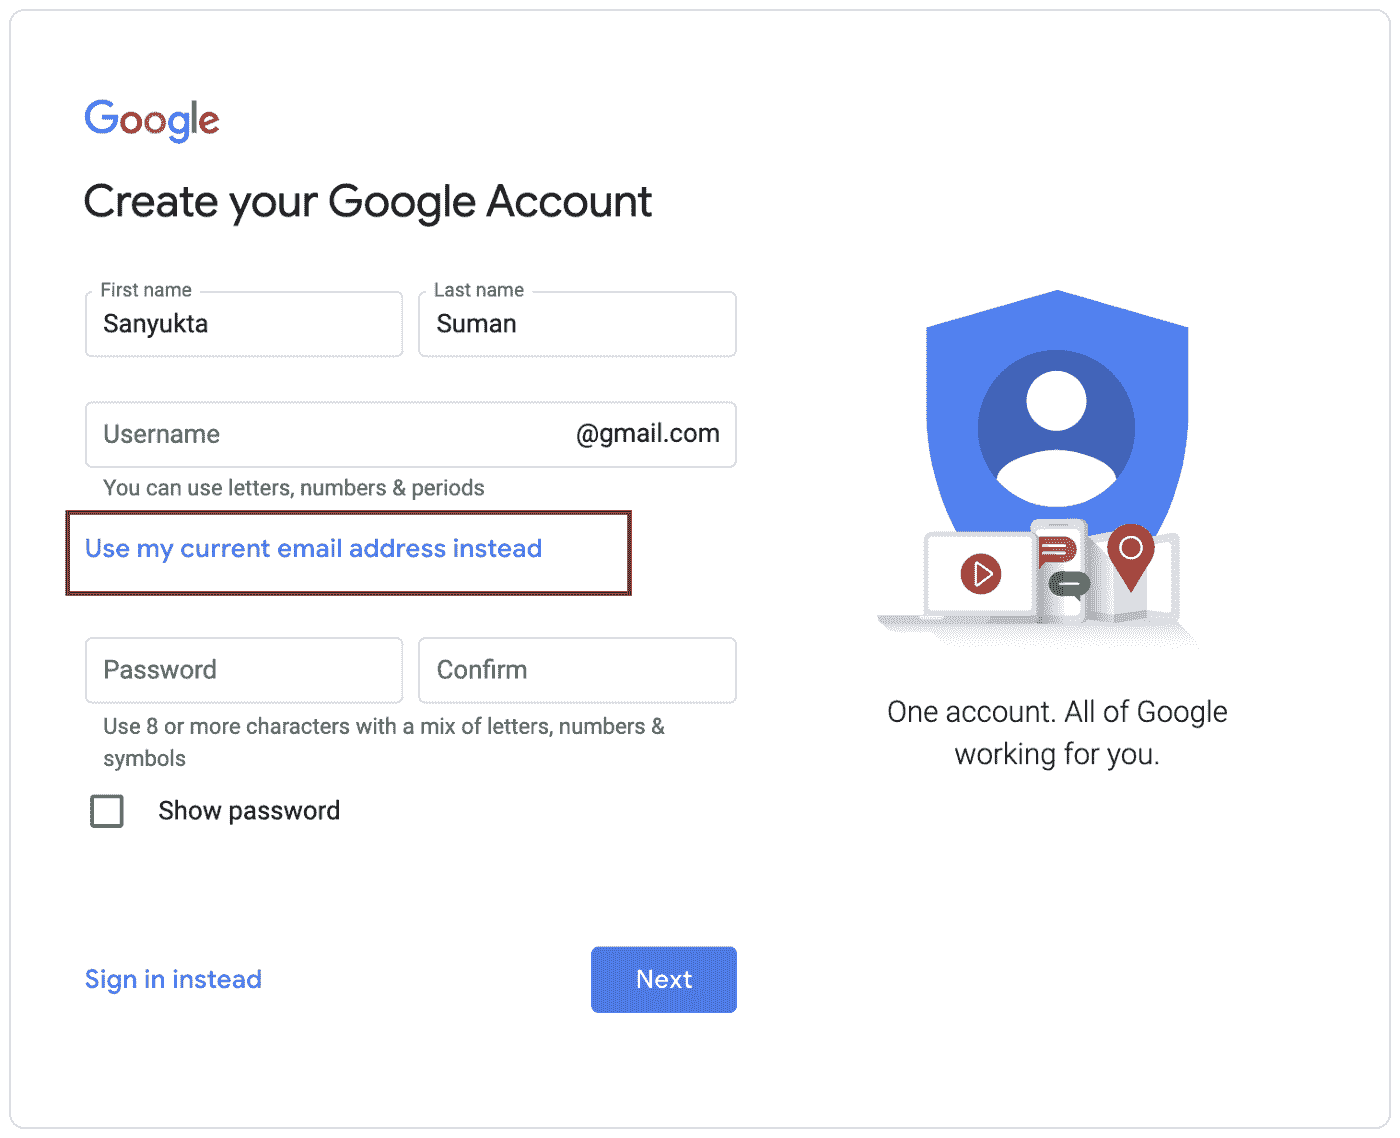 Google
Create your Google Account
First name
Sanyukta
Last name
Suman
Username
@gmail.com
You can use letters, numbers & periods
Use my current email address instead
Password
Confirm
Use 8 or more characters with a mix of letters, numbers &
symbols
Show password
Sign in instead
Next
One account. All of Google
working for you.